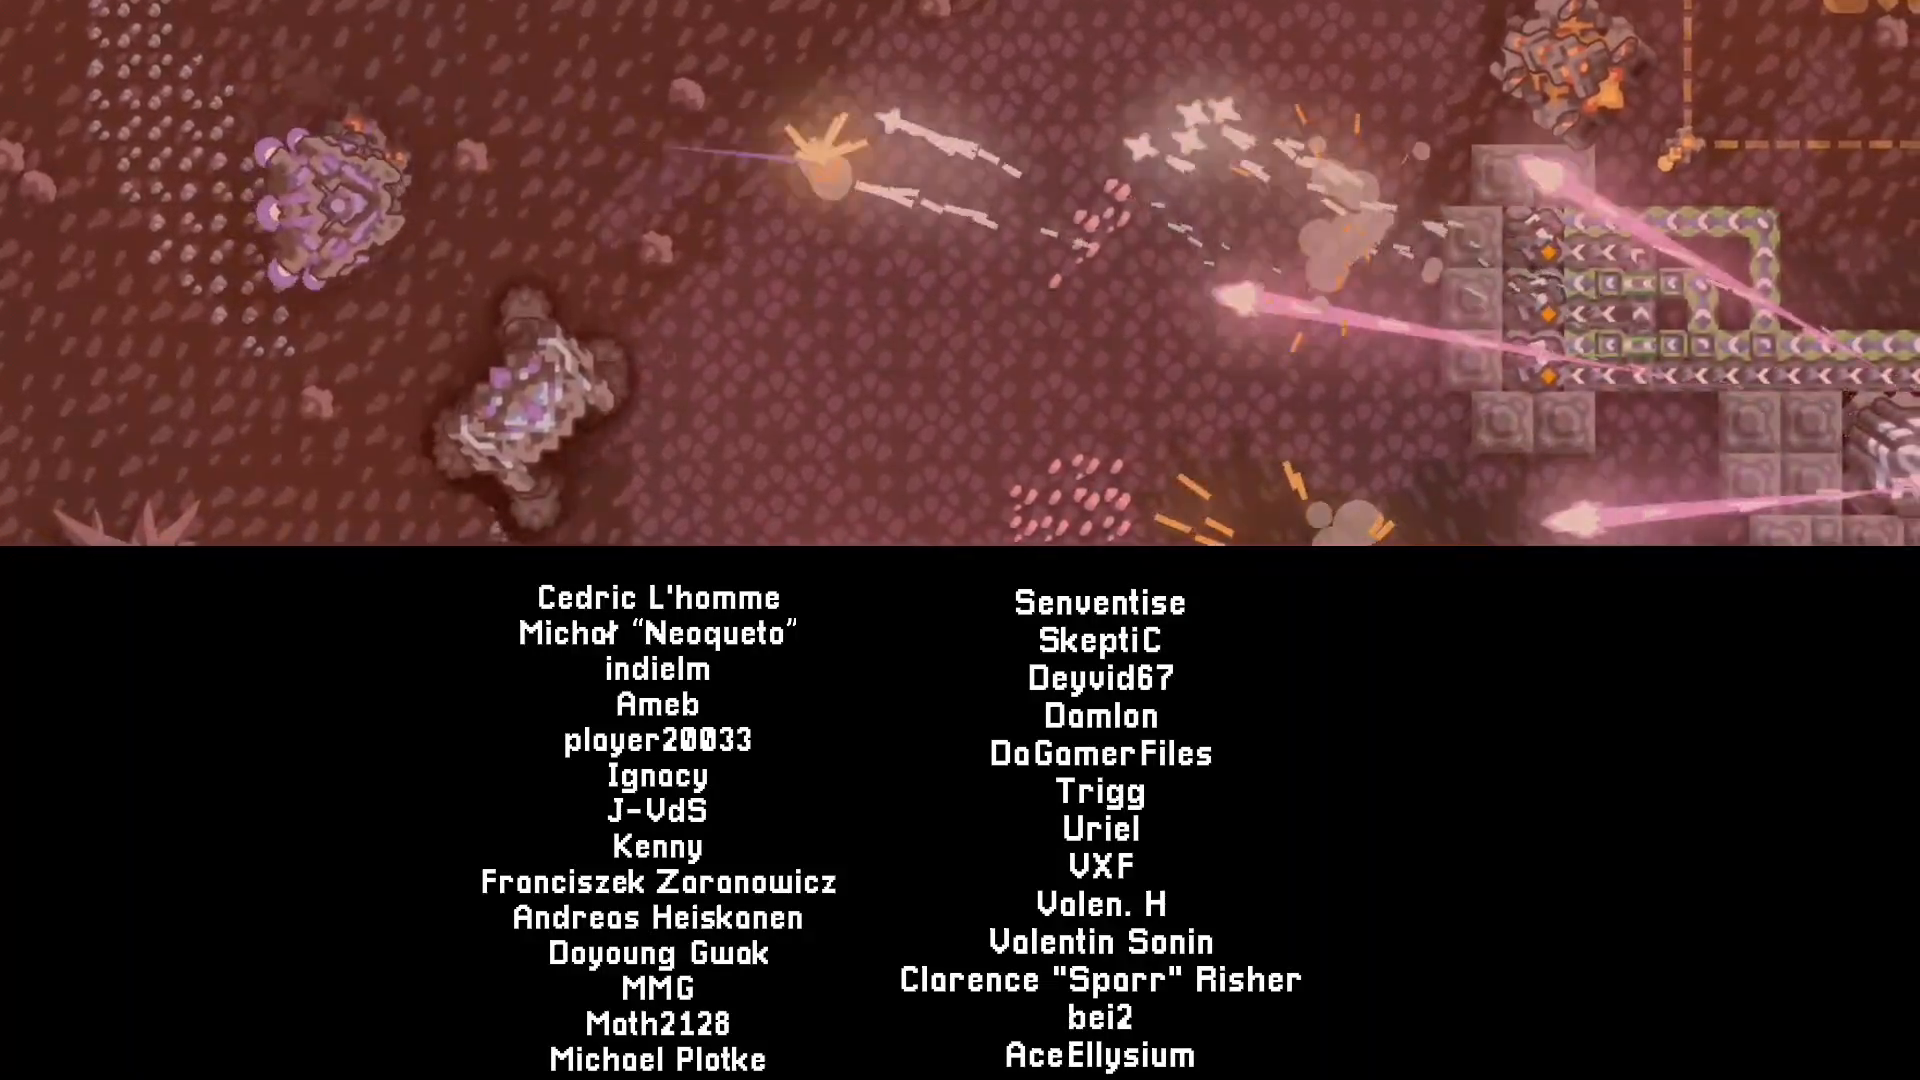 Cedric L'homme
Michał “Neoqueto”
indielm
Ameb
player20033
Ignacy
J-VdS
Kenny
Franciszek Zaranowicz
Andreas Heiskanen
Doyoung Gwak
MMG
Math2128
Michael Plotke
Senventise
SkeptiC
Deyvid67
Damlon
DaGamerFiles
Trigg
Uriel
VXF
Valen. H
Valentin Sonin
Clarence "Sparr" Risher
bei2
AceEllysium